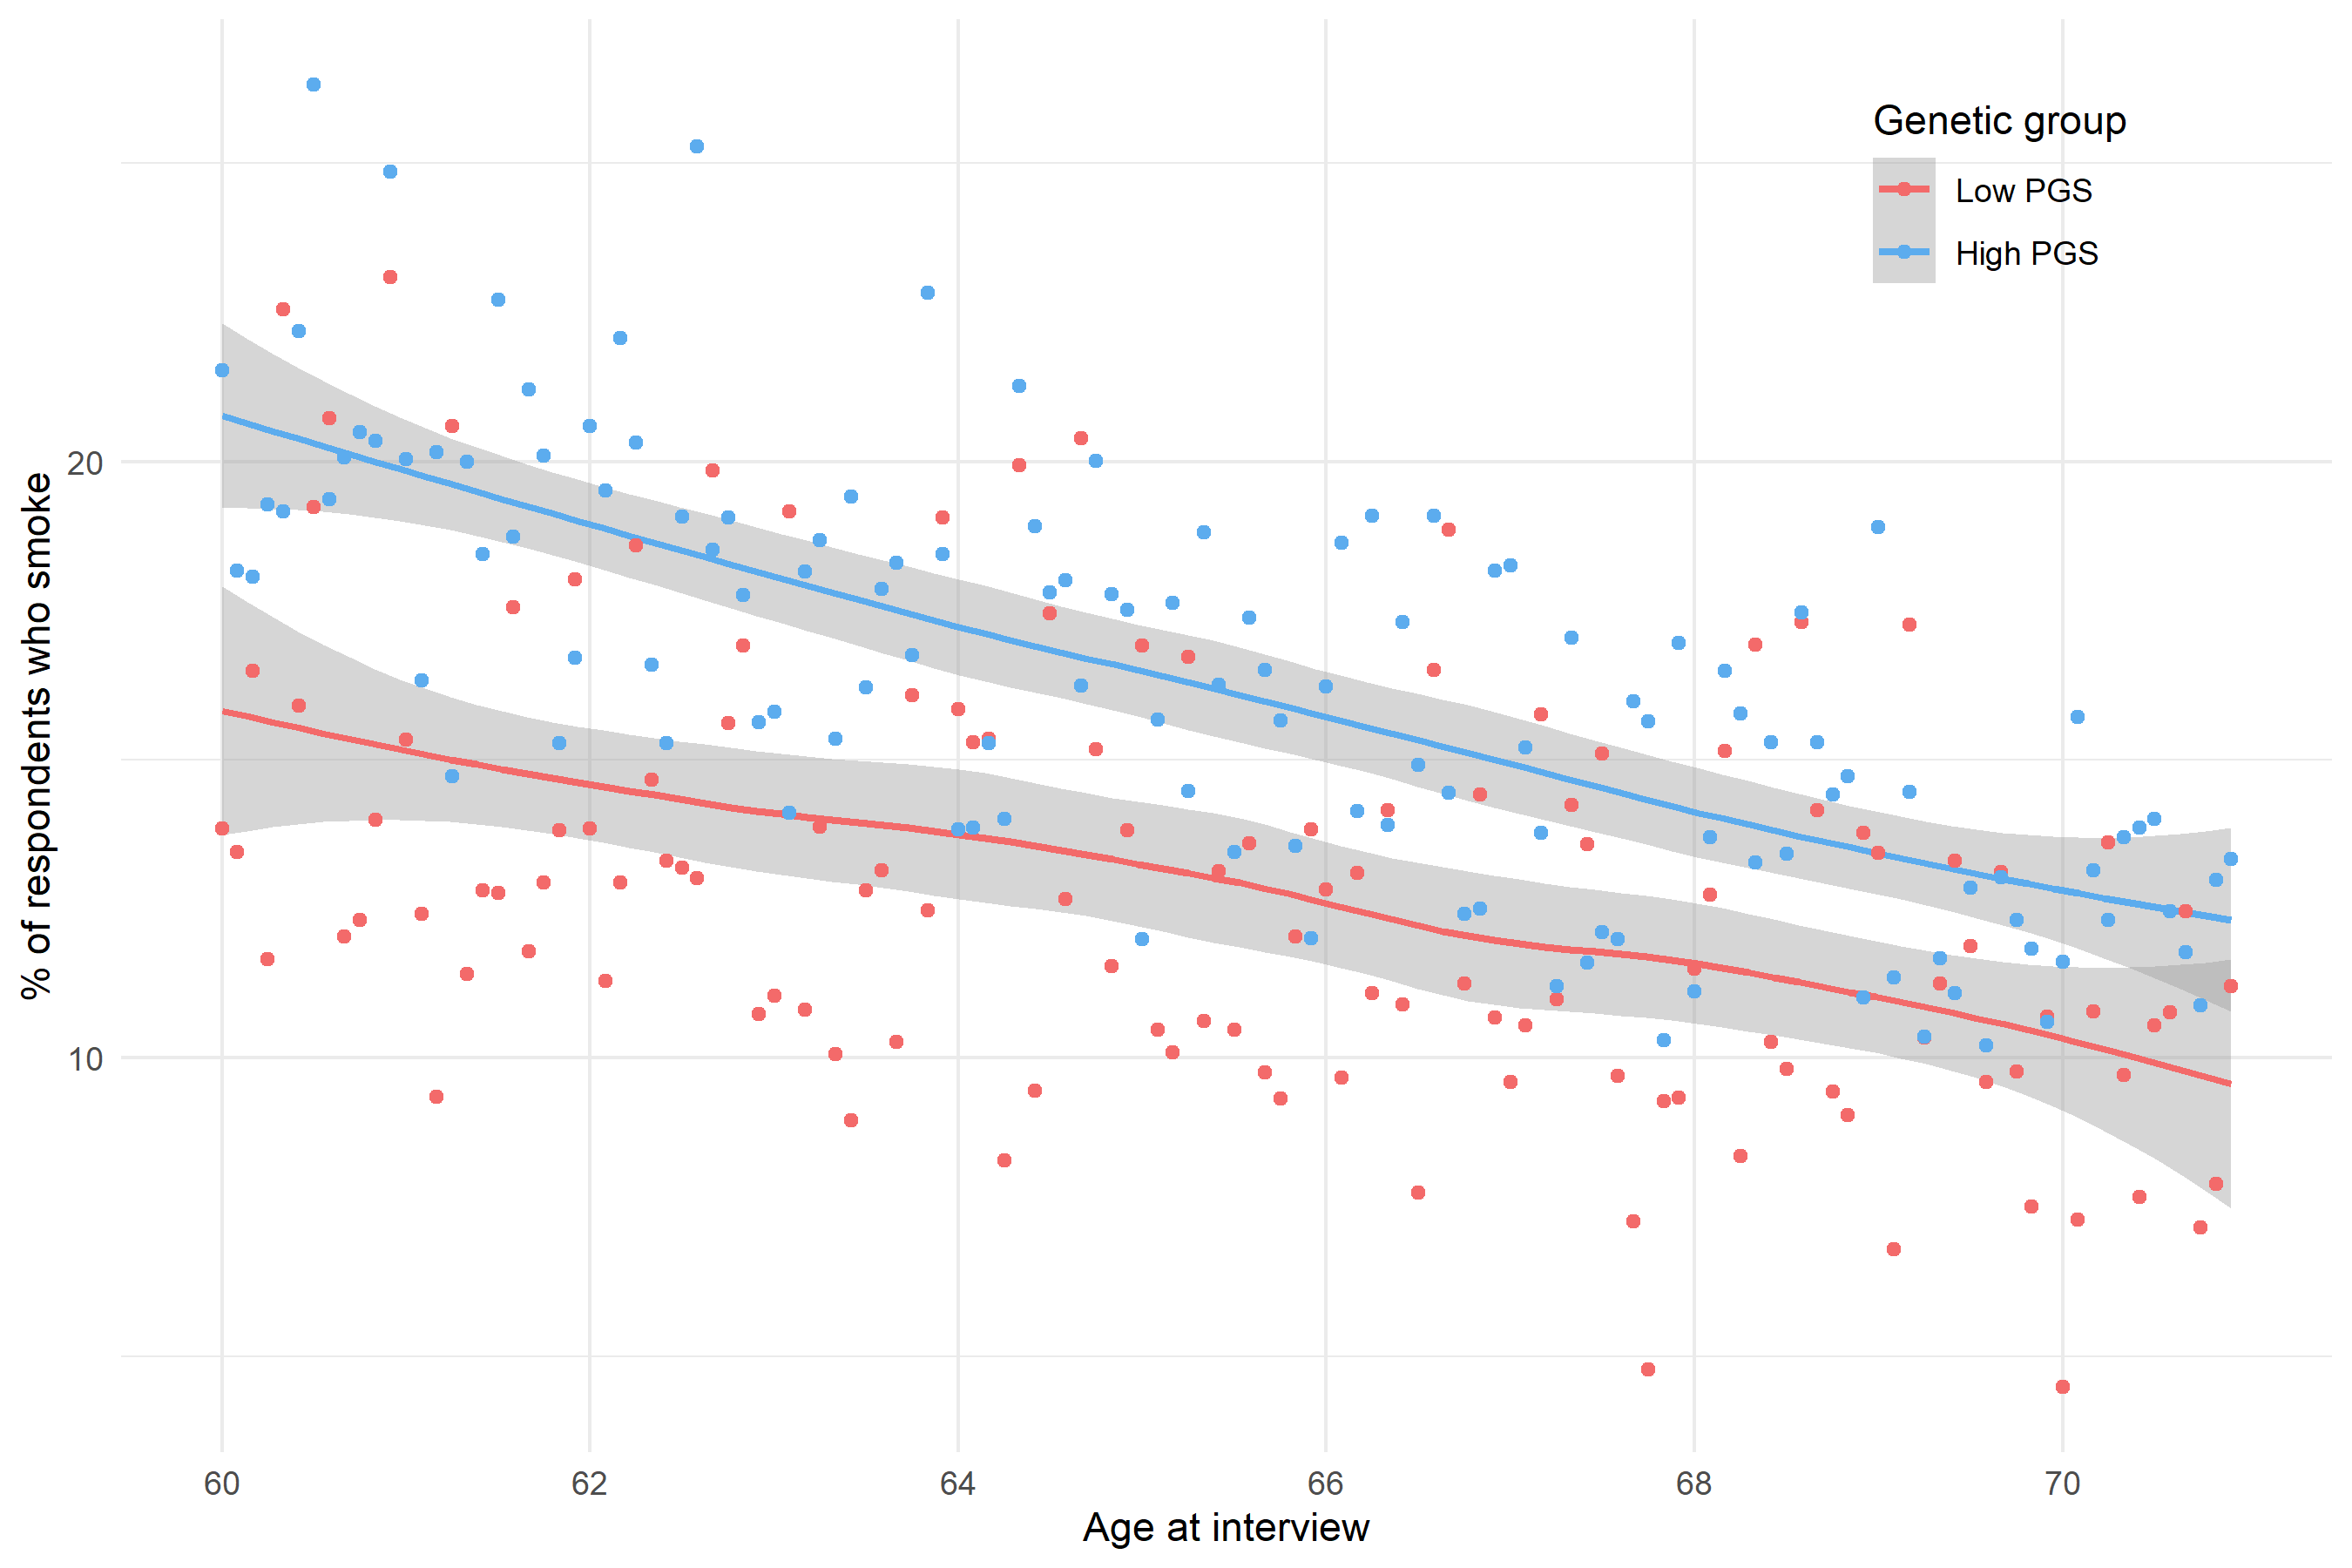 Genetic group
Low PGS
High PGS
% of respondents who smoke
20
10
60 62 64 66 68 70
Age at interview